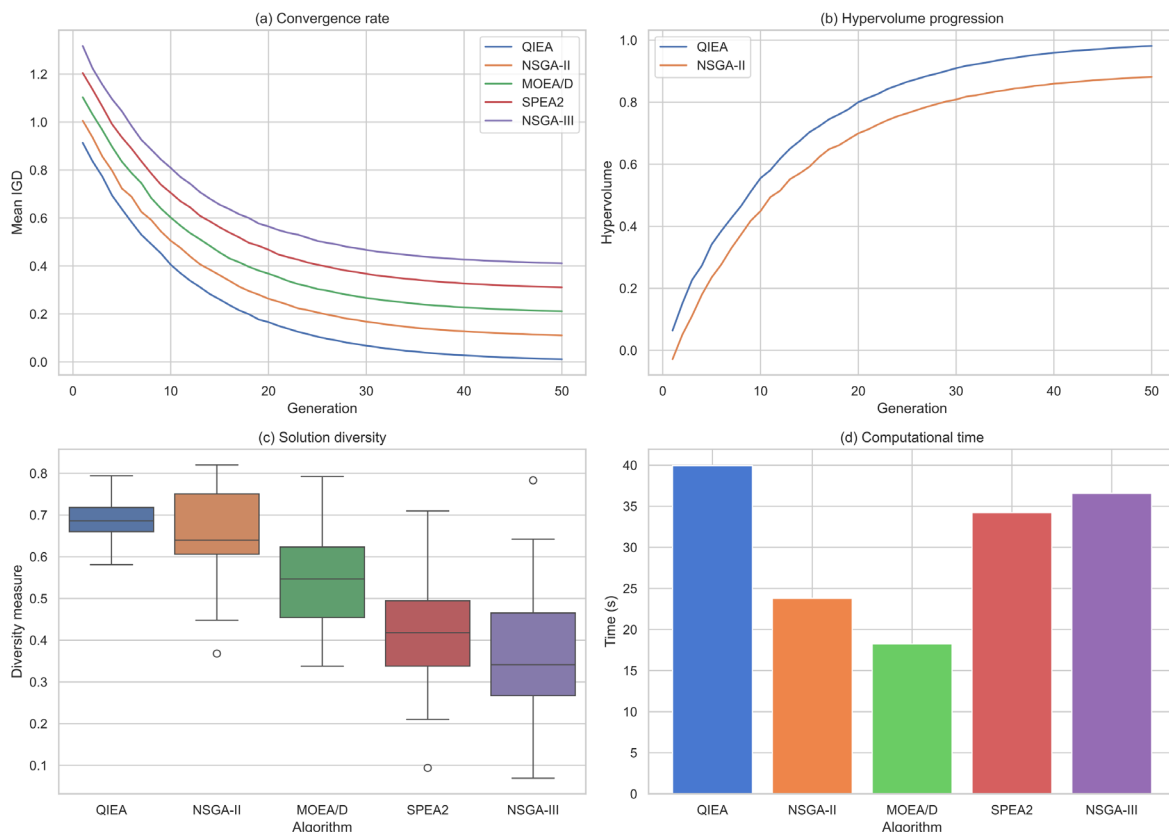 (a) Convergence rate
Mean IGD
1.2
1.0
0.8
0.6
0.4
0.2
0.0
QIEA
NSGA-II
MOEA/D
SPEA2
NSGA-III
0 10 20 30 40 50
Generation
(b) Hypervolume progression
Hypervolume
1.0
0.8
0.6
0.4
0.2
0.0
QIEA
NSGA-II
0 10 20 30 40 50
Generation
(c) Solution diversity
Diversity measure
0.8
0.7
0.6
0.5
0.4
0.3
0.2
0.1
QIEA NSGA-II MOEA/D SPEA2 NSGA-III
Algorithm
(d) Computational time
Time (s)
40
35
30
25
20
15
10
5
0
QIEA NSGA-II MOEA/D SPEA2 NSGA-III
Algorithm